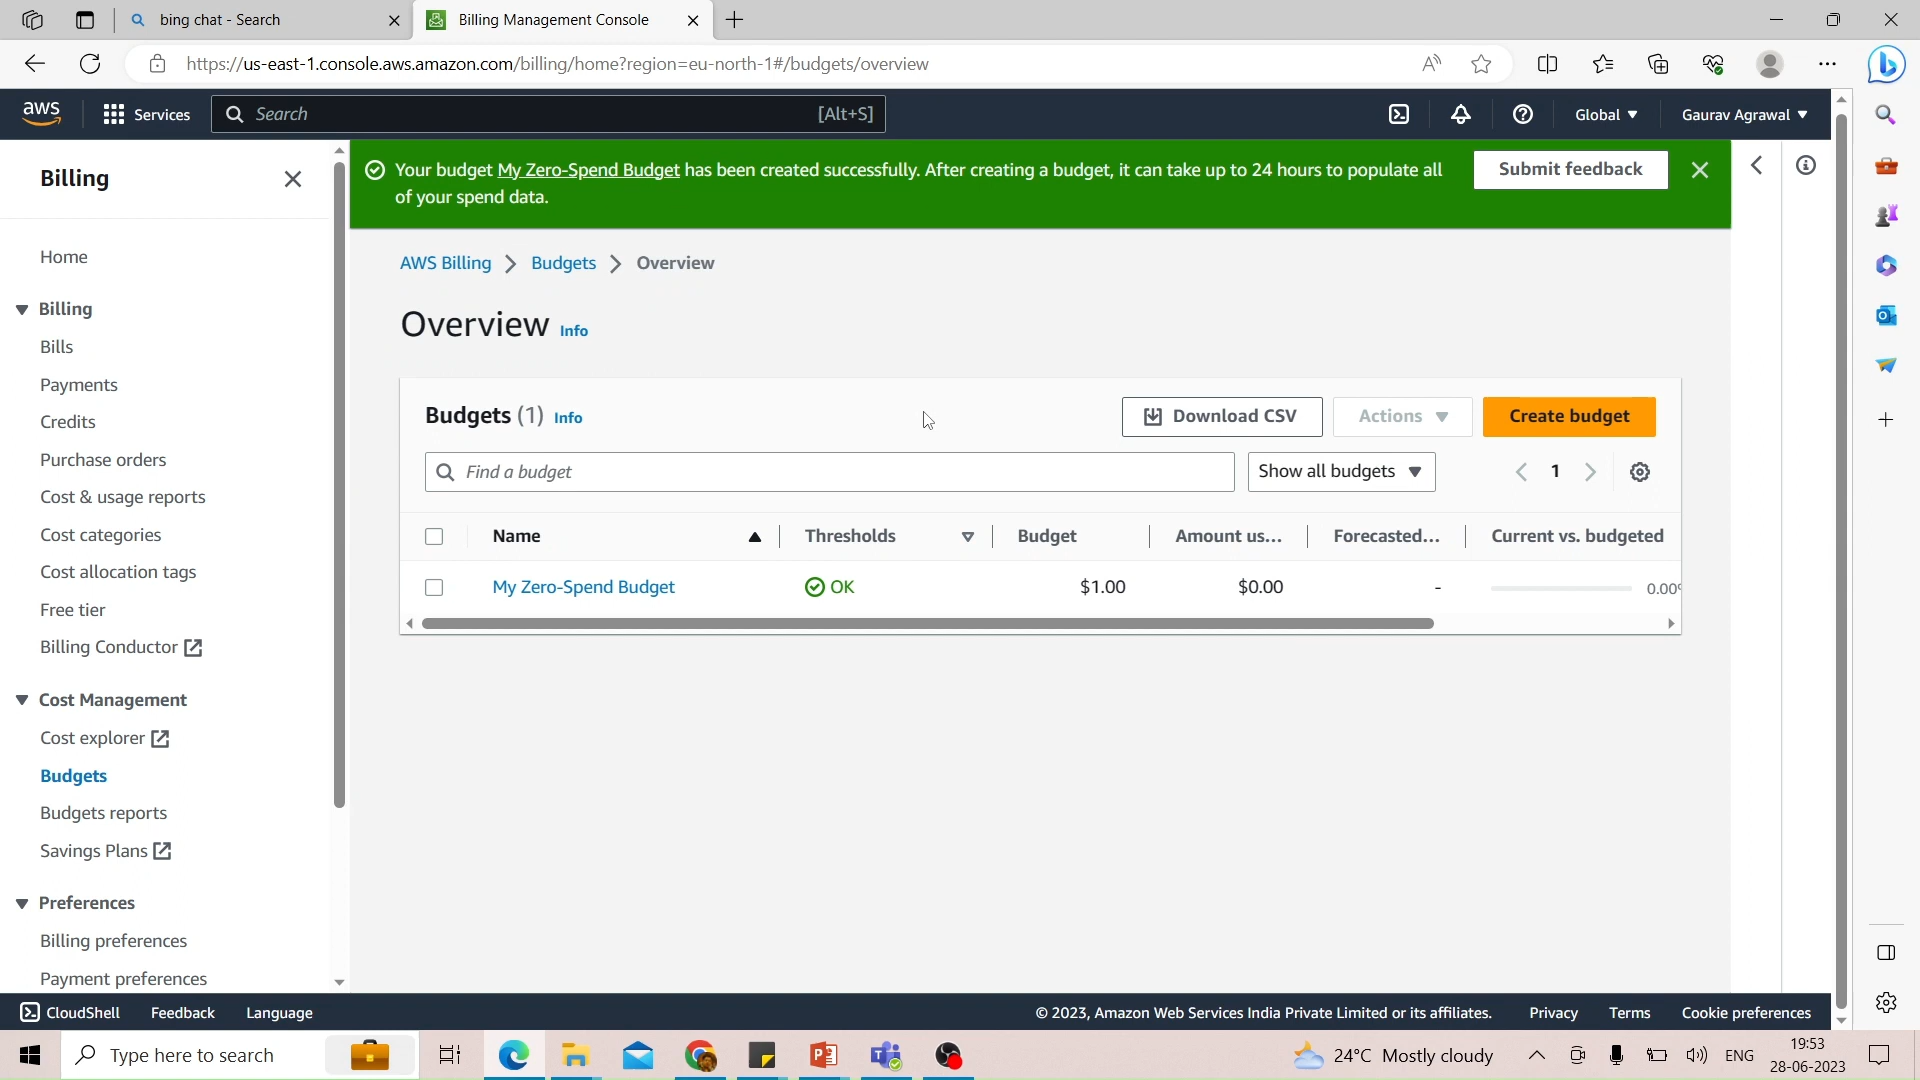 bing chat - Search
Billing Management Console
https://us-east-1.console.aws.amazon.com/billing/home?region=eu-north-1#/budgets/overview
aws
Services
Search
[Alt+S]
Global
Gaurav Agrawal
Billing
Home
Billing
Bills
Payments
Credits
Purchase orders
Cost & usage reports
Cost categories
Cost allocation tags
Free tier
Billing Conductor
Cost Management
Cost explorer
Budgets
Budgets reports
Savings Plans
Preferences
Billing preferences
Payment preferences
Your budget My Zero-Spend Budget has been created successfully. After creating a budget, it can take up to 24 hours to populate all
of your spend data.
Submit feedback
AWS Billing > Budgets > Overview
Overview Info
Budgets (1) Info
Download CSV
Actions
Create budget
Find a budget
Show all budgets
1
Name
Thresholds
Budget
Amount us...
Forecasted...
Current vs. budgeted
My Zero-Spend Budget
OK
$1.00
$0.00
-
0.00%
CloudShell
Feedback
Language
© 2023, Amazon Web Services India Private Limited or its affiliates.
Privacy
Terms
Cookie preferences
Type here to search
24°C Mostly cloudy
ENG
19:53
28-06-2023